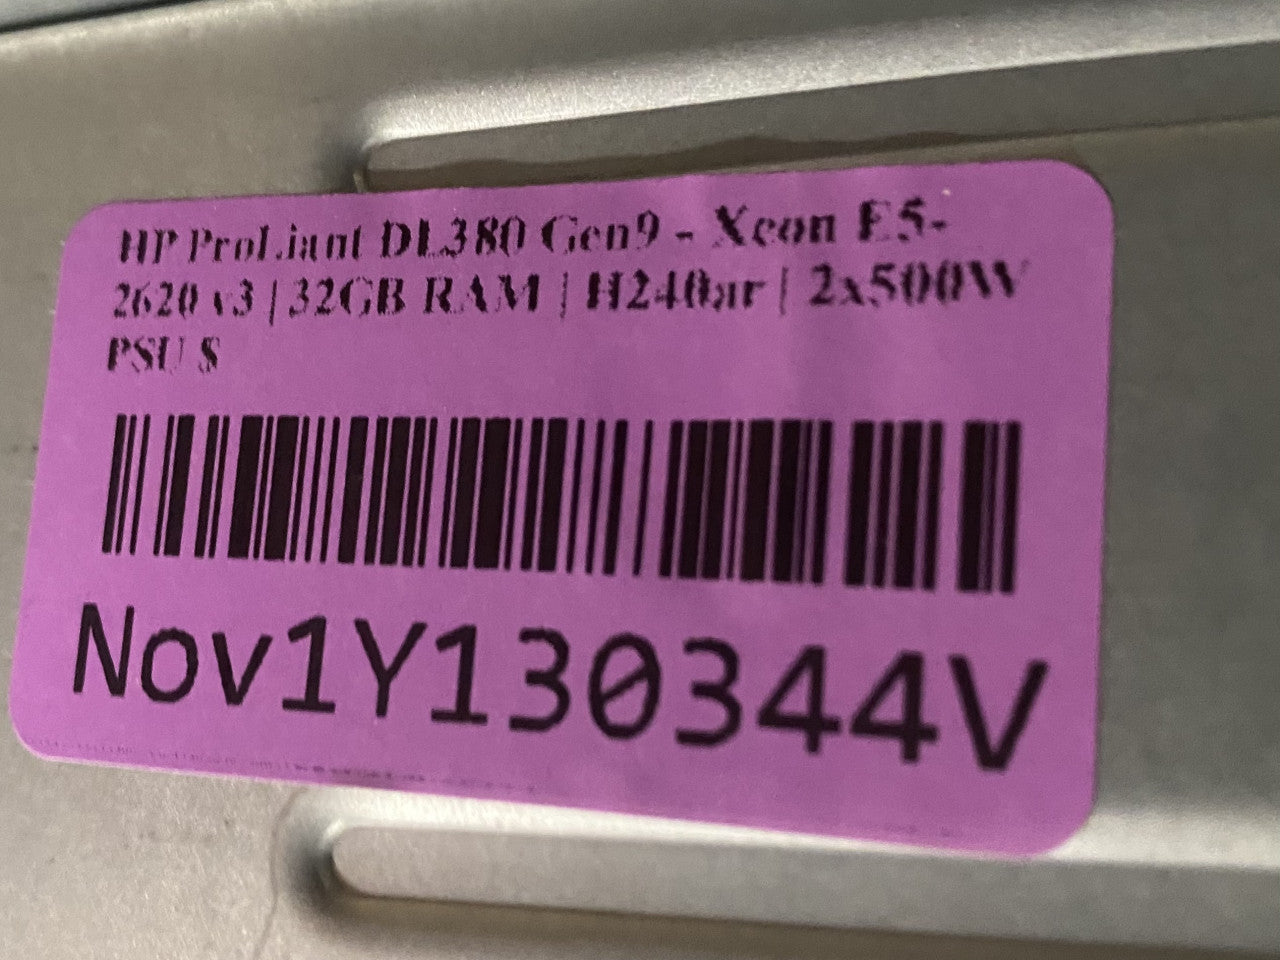 HP ProLiant DL380 Gen9 - Xeon E5-
2620 v3 | 32GB RAM | H240ar | 2x500W
PSU S
Nov1Y130344V